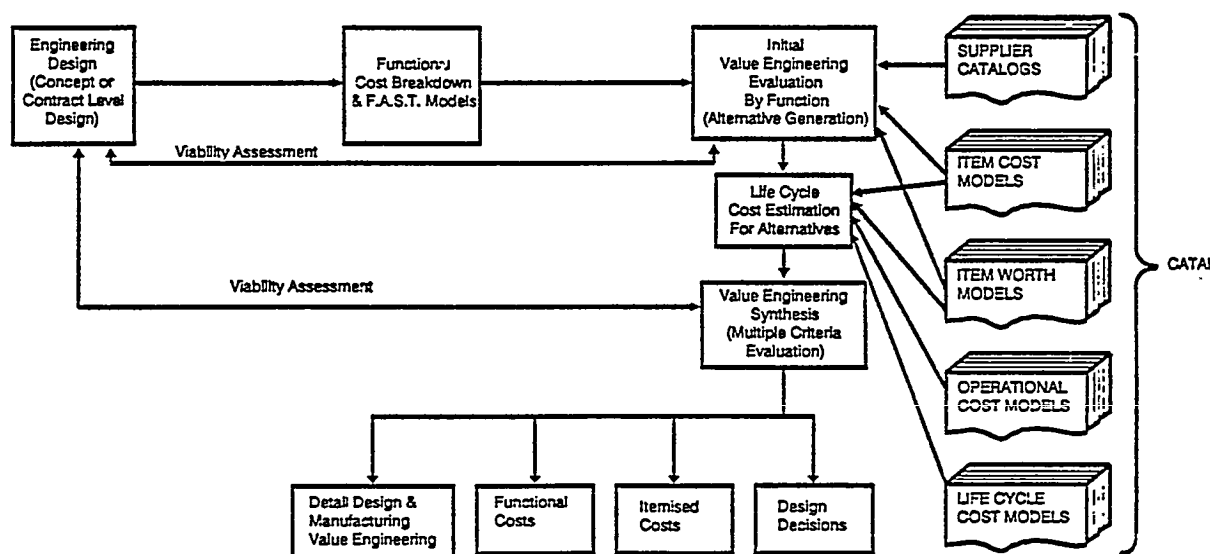 Engineering
Design
(Concept or
Contract Level
Design)
Functional
Cost Breakdown
& F.A.S.T. Models
Initial
Value Engineering
Evaluation
By Function
(Alternative Generation)
SUPPLIER
CATALOGS
Viability Assessment
ITEM COST
MODELS
Life Cycle
Cost Estimation
For Alternatives
ITEM WORTH
MODELS
CATAL
Viability Assessment
Value Engineering
Synthesis
(Multiple Criteria
Evaluation)
OPERATIONAL
COST MODELS
Detail Design &
Manufacturing
Value Engineering
Functional
Costs
Itemised
Costs
Design
Decisions
LIFE CYCLE
COST MODELS